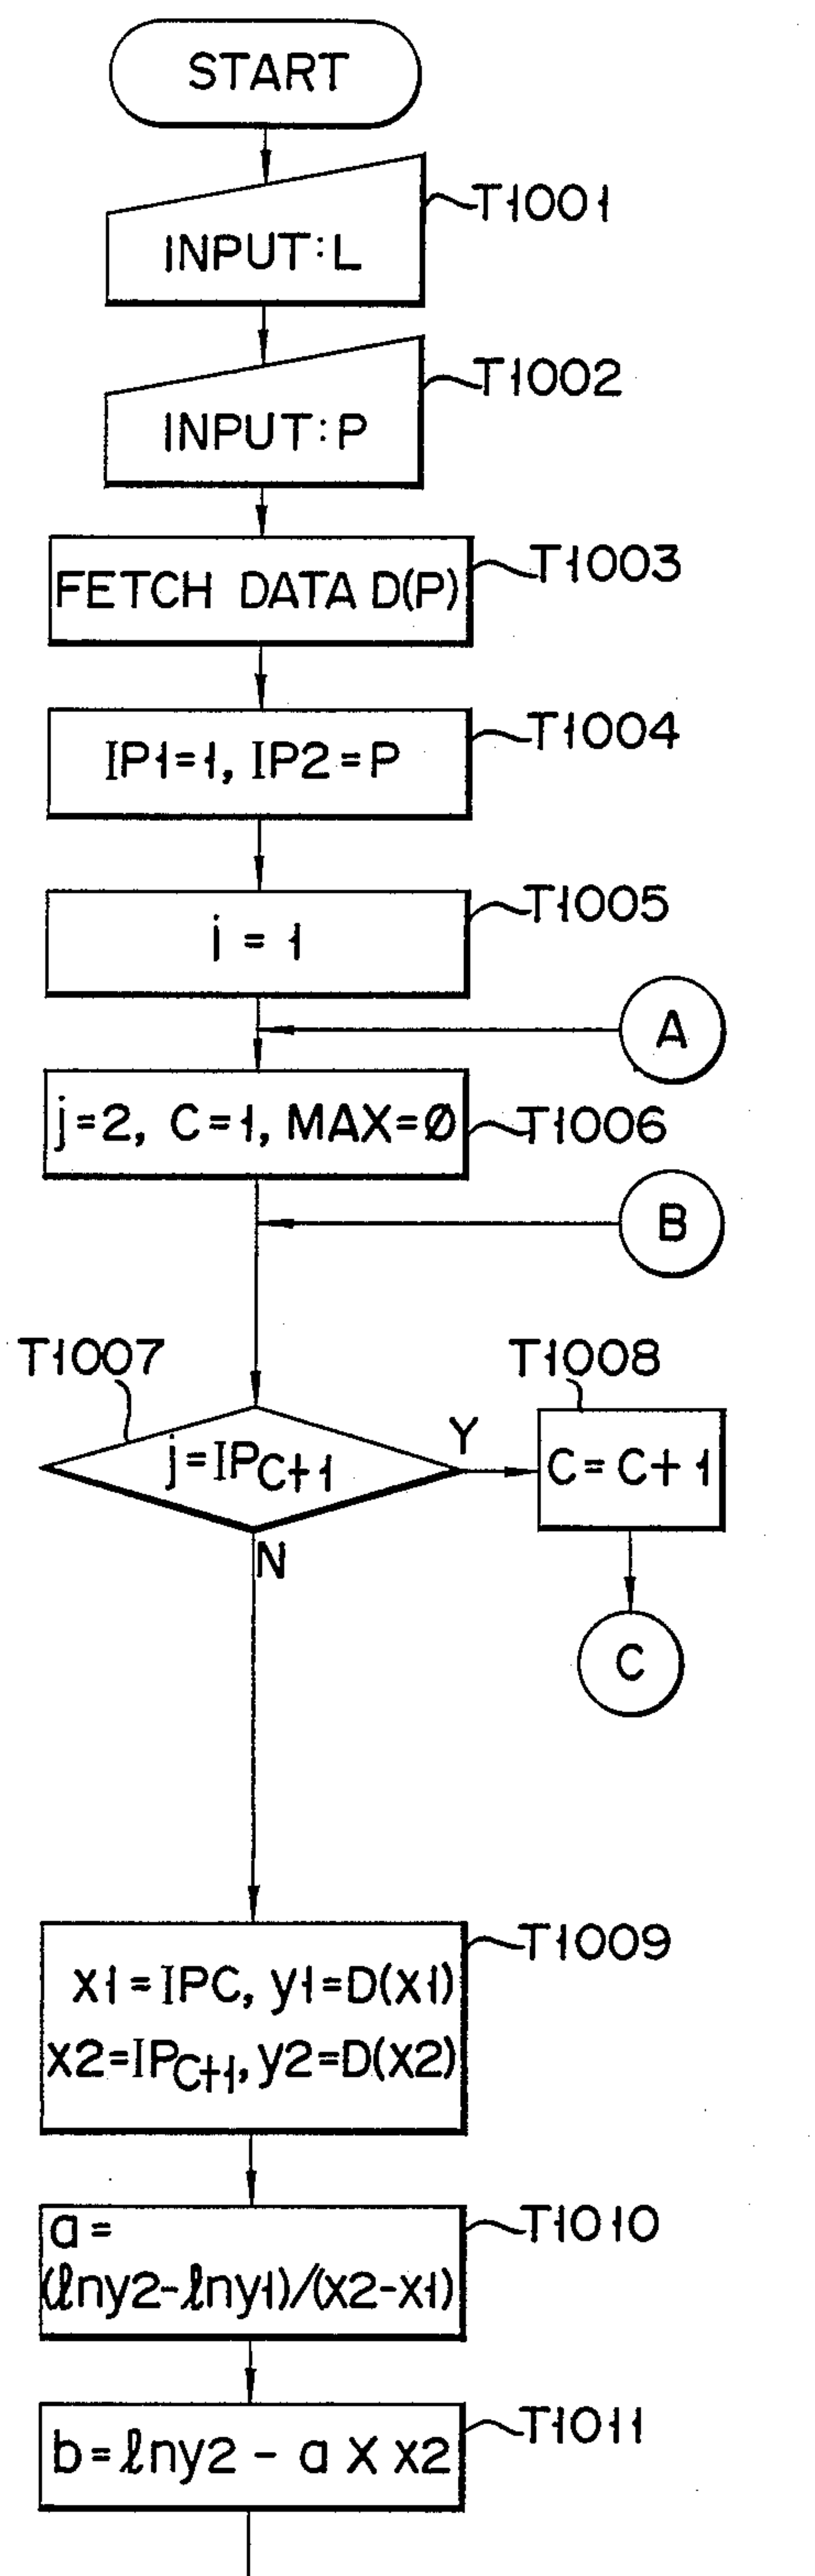 START
INPUT:L
T1001
INPUT:P
T1002
FETCH DATA D(P)
T1003
IP1=1, IP2=P
T1004
i = 1
T1005
A
j=2, C=1, MAX=Ø
T1006
B
T1007
T1008
j=IPC+1
Y
C=C+1
N
C
T1009
x1=IPC, y1=D(x1)
x2=IPC+1, y2=D(x2)
T1010
a=
(ℓny2-ℓny1)/(x2-x1)
T1011
b=ℓny2 - a X x2